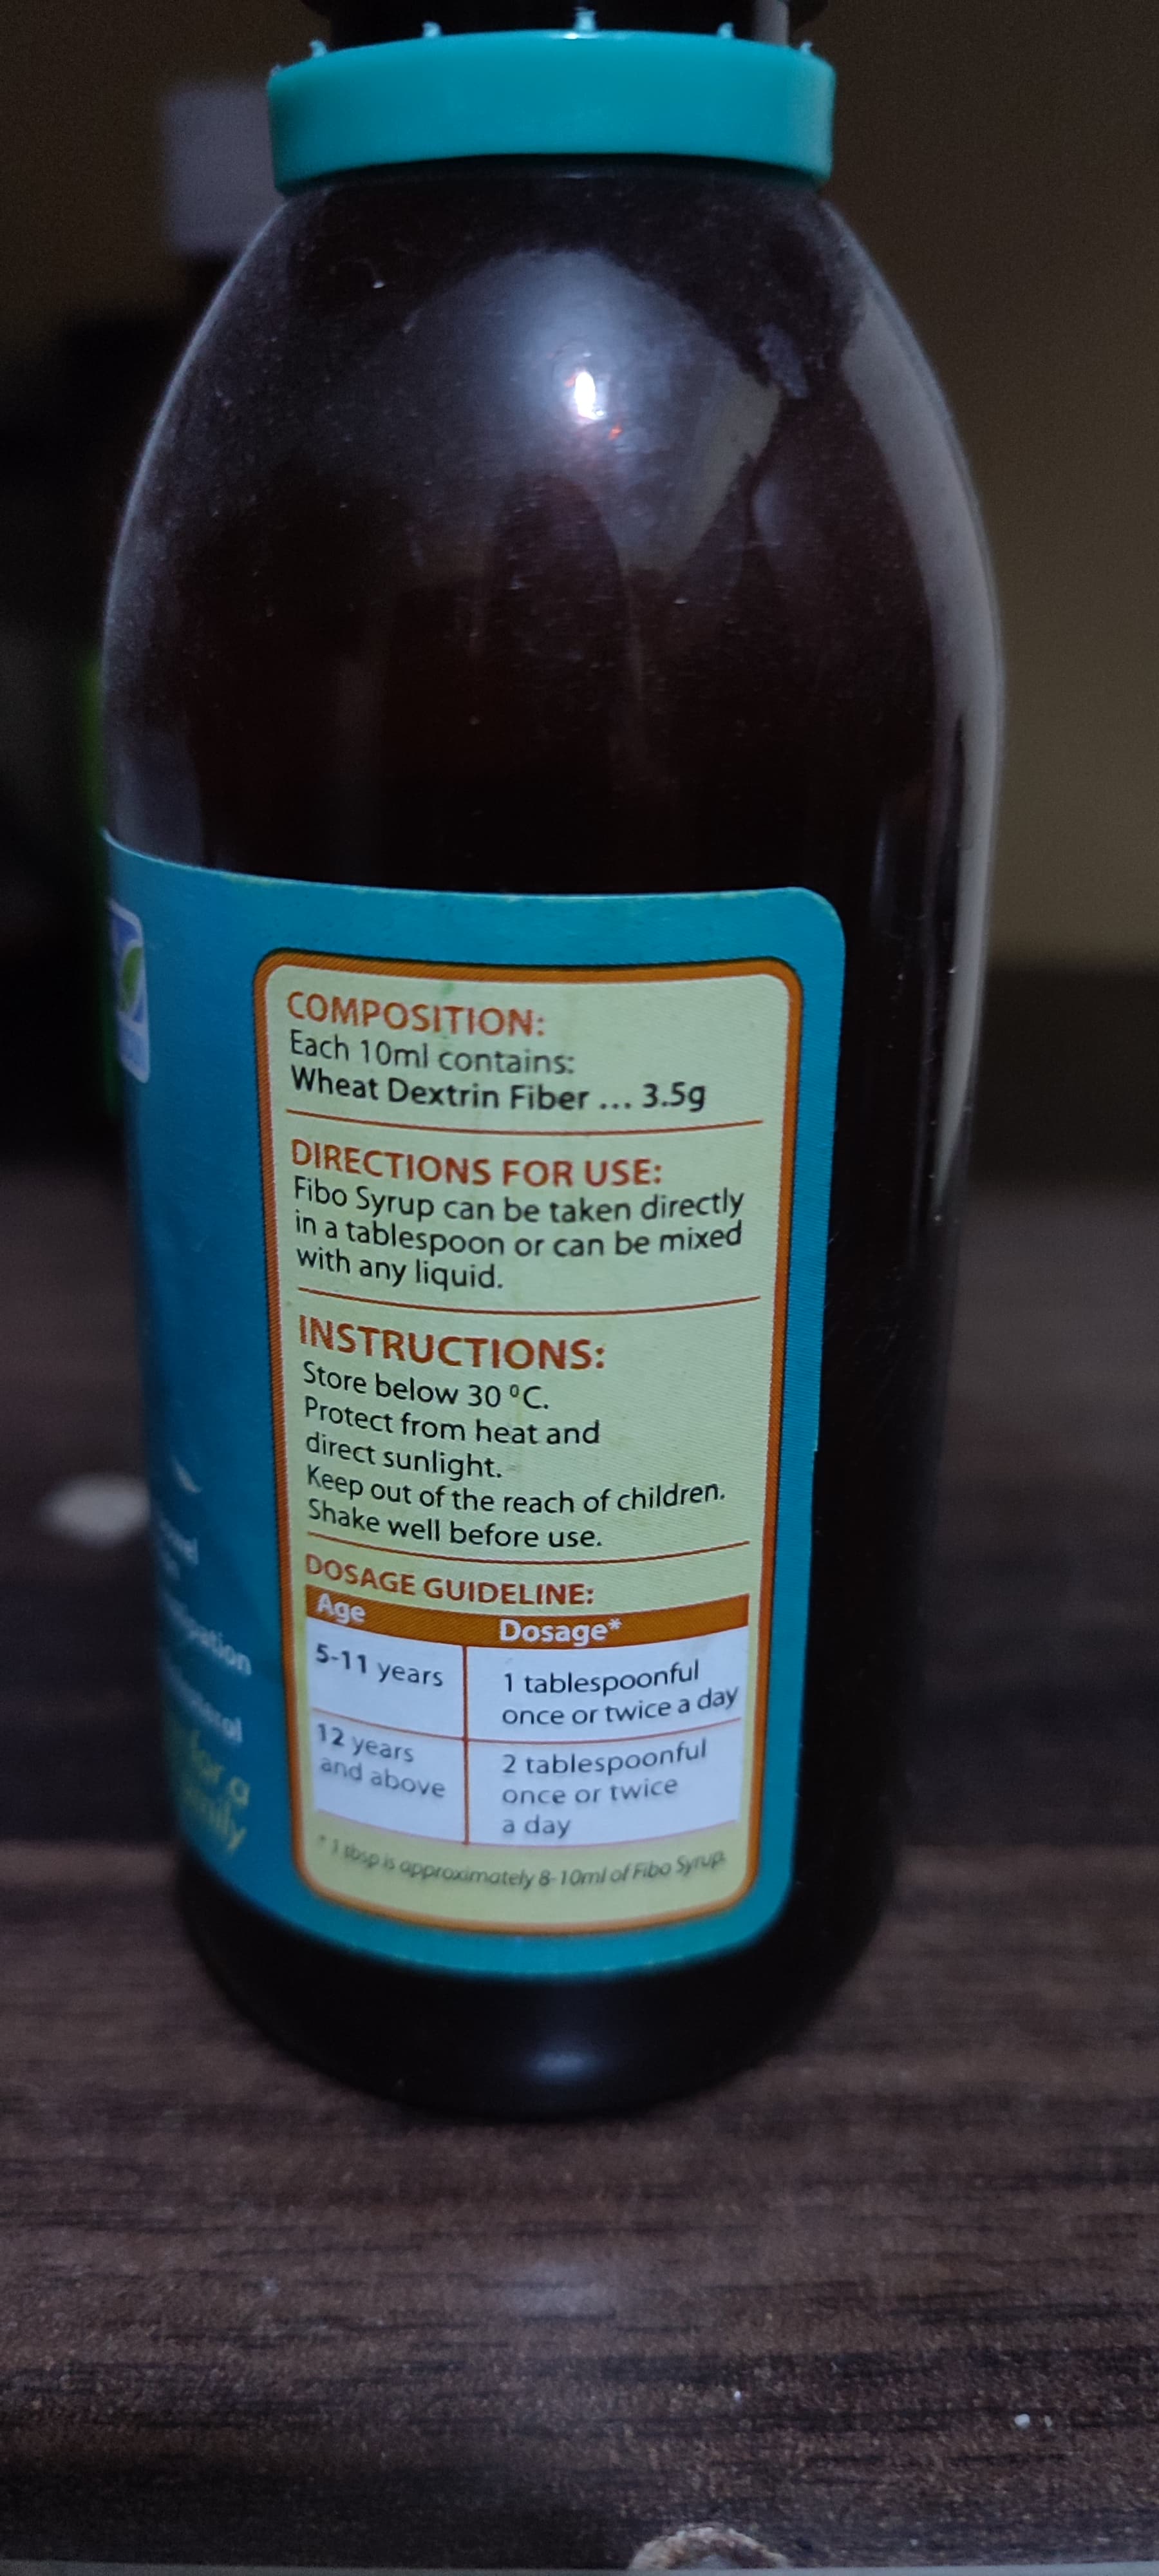 COMPOSITION:
Each 10ml contains:
Wheat Dextrin Fiber ... 3.5g
DIRECTIONS FOR USE:
Fibo Syrup can be taken directly
in a tablespoon or can be mixed
with any liquid.
INSTRUCTIONS:
Store below 30 ⁰C.
Protect from heat and
direct sunlight.
Keep out of the reach of children.
Shake well before use.
DOSAGE GUIDELINE:
Age Dosage*
5-11 years 1 tablespoonful
once or twice a day
12 years
and above 2 tablespoonful
once or twice
a day
* 1 tbsp is approximately 8-10ml of Fibo Syrup.
for a